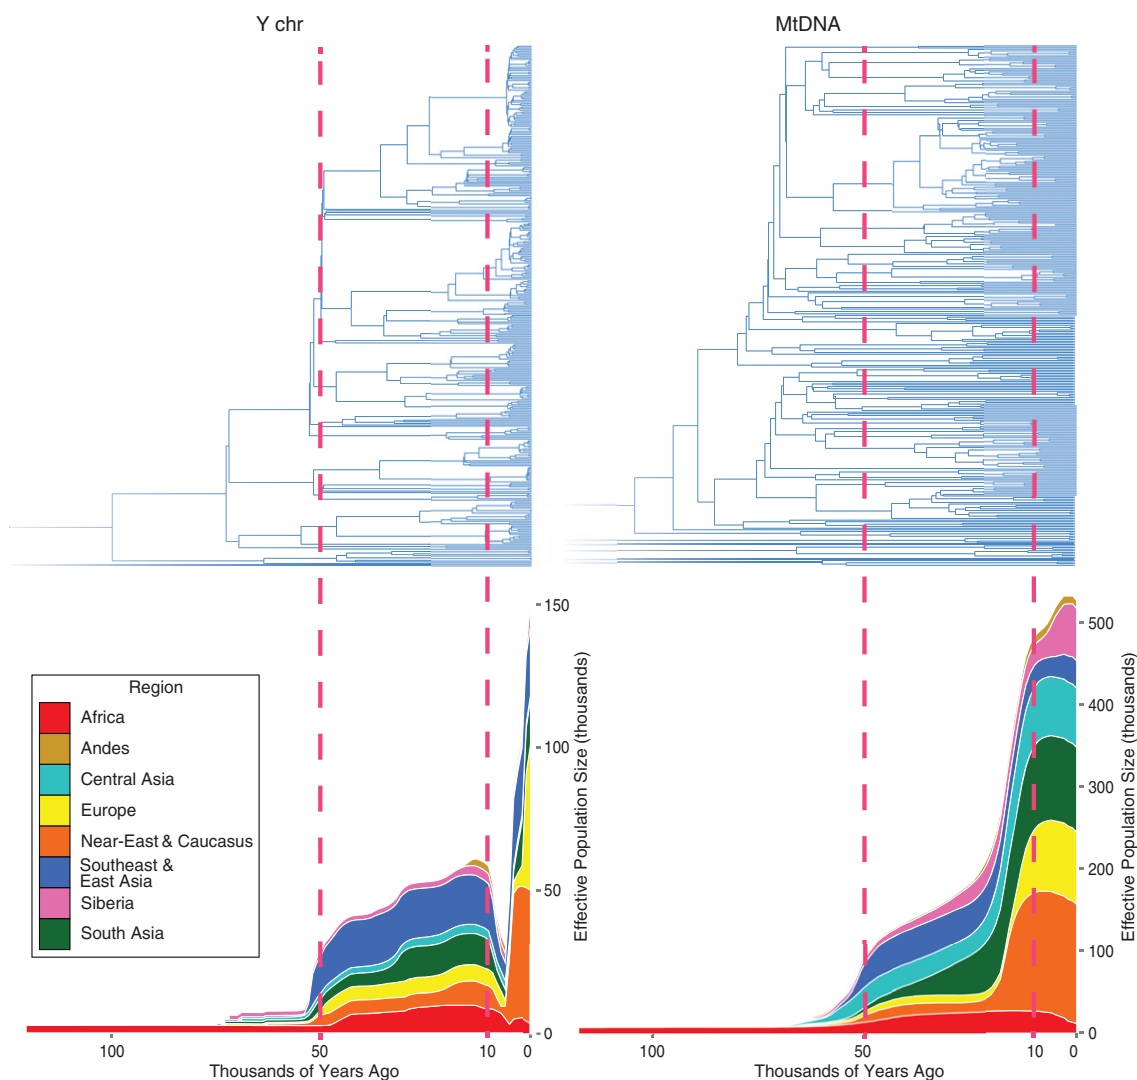 Y chr
MtDNA
Region
Africa
Andes
Central Asia
Europe
Near-East & Caucasus
Southeast &
East Asia
Siberia
South Asia
150
100
50
0
Effective Population Size (thousands)
500
400
300
200
100
0
Effective Population Size (thousands)
100
50
10
0
Thousands of Years Ago
100
50
10
0
Thousands of Years Ago